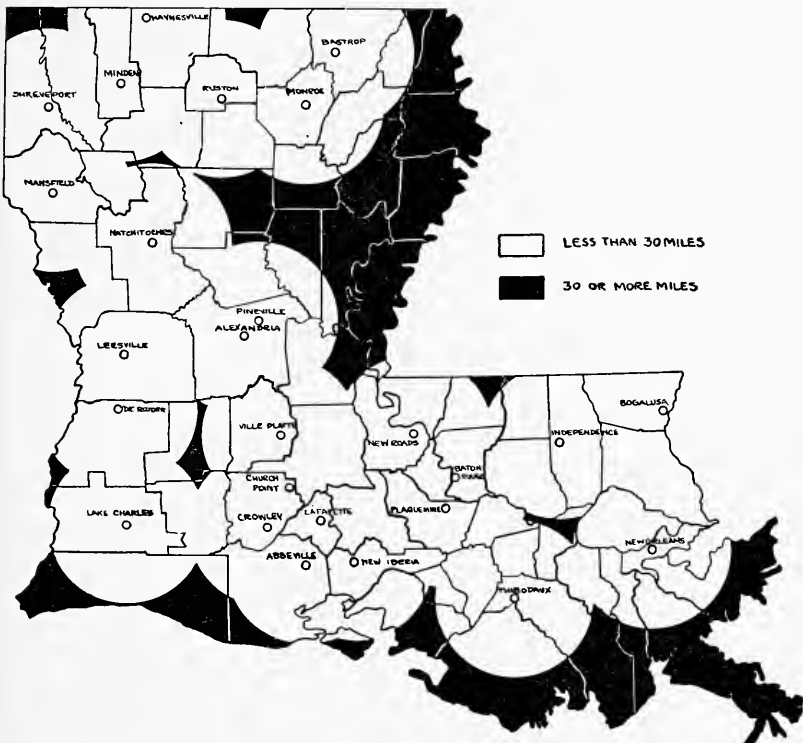 HAYNESVILLE
BASTROP
MINDEN
SHREVEPORT
RUSTON
MONROE
MANSFIELD
NATCHITOCHES
LESS THAN 30 MILES
30 OR MORE MILES
PINEVILLE
ALEXANDRIA
LEESVILLE
DE RIDDER
VILLE PLATTE
NEW ROADS
BOGALUSA
INDEPENDENCE
BATON
ROUGE
CHURCH
POINT
LAKE CHARLES
CROWLEY
LAFAYETTE
PLAQUEMINE
NEW ORLEANS
ABBEVILLE
NEW IBERIA
THIBODAUX